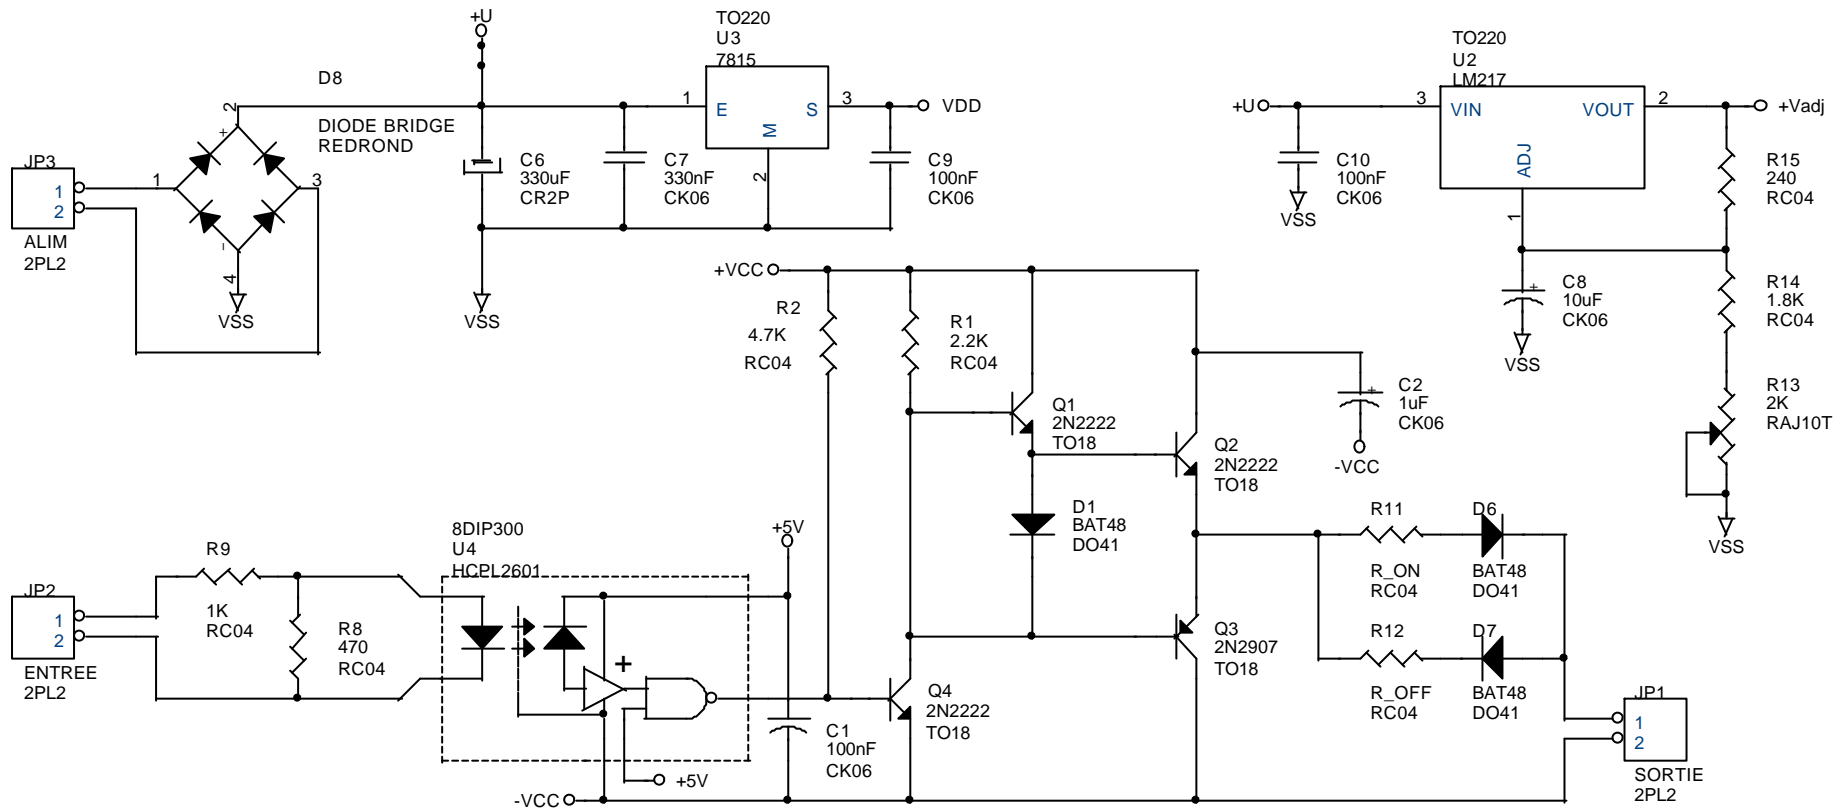 +U
TO220
U3
7815
D8
2
1
E
S
3
VDD
M
2
DIODE BRIDGE
REDROND
+
-
1
3
4
VSS
JP3
1
2
ALIM
2PL2
C6
330uF
CR2P
C7
330nF
CK06
C9
100nF
CK06
VSS
TO220
U2
LM217
+U
3
VIN
VOUT
2
+Vadj
ADJ
1
C10
100nF
CK06
VSS
R15
240
RC04
+
C8
10uF
CK06
VSS
R14
1.8K
RC04
R13
2K
RAJ10T
VSS
+VCC
R2
4.7K
RC04
R1
2.2K
RC04
Q1
2N2222
TO18
+
C2
1uF
CK06
-VCC
Q2
2N2222
TO18
D1
BAT48
DO41
R11
R_ON
RC04
D6
BAT48
DO41
Q3
2N2907
TO18
R12
R_OFF
RC04
D7
BAT48
DO41
JP1
1
2
SORTIE
2PL2
JP2
1
2
ENTREE
2PL2
R9
1K
RC04
R8
470
RC04
8DIP300
U4
HCPL2601
+5V
+
Q4
2N2222
TO18
C1
100nF
CK06
+5V
-VCC